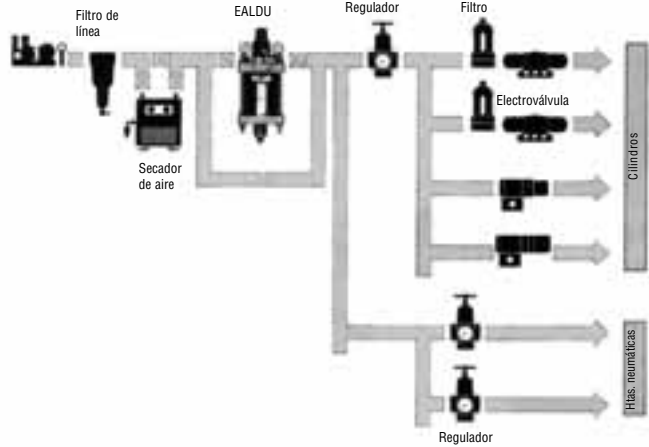 Filtro de
línea
EALDU
Regulador
Filtro
Electroválvula
Secador
de aire
Cilindros
Htas. neumáticas
Regulador